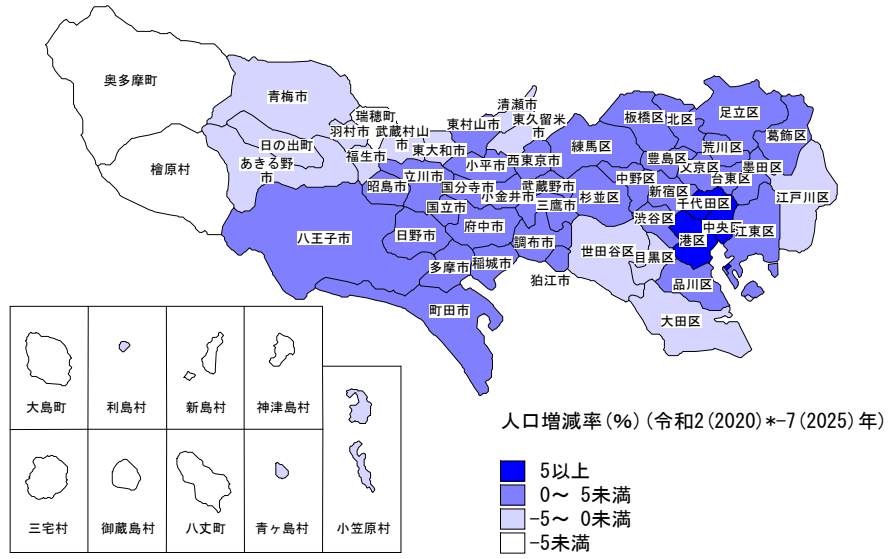 奥多摩町
青梅市
瑞穂町
清瀬市
羽村市
武蔵村山
市
東村山市
東久留米
市
板橋区
北区
足立区
日の出町
檜原村
あきる野
市
福生市
東大和市
小平市
西東京市
練馬区
豊島区
文京区
荒川区
葛飾区
墨田区
台東区
昭島市
立川市
国分寺市
小金井市
武蔵野市
三鷹市
中野区
杉並区
新宿区
千代田区
江戸川区
国立市
府中市
渋谷区
中央区
江東区
八王子市
日野市
調布市
世田谷区
目黒区
港区
多摩市
稲城市
狛江市
品川区
町田市
大田区
大島町
利島村
新島村
神津島村
三宅村
御蔵島村
八丈町
青ヶ島村
小笠原村
人口増減率(%)(令和2(2020)*-7(2025)年)
5以上
0～ 5未満
-5～ 0未満
-5未満